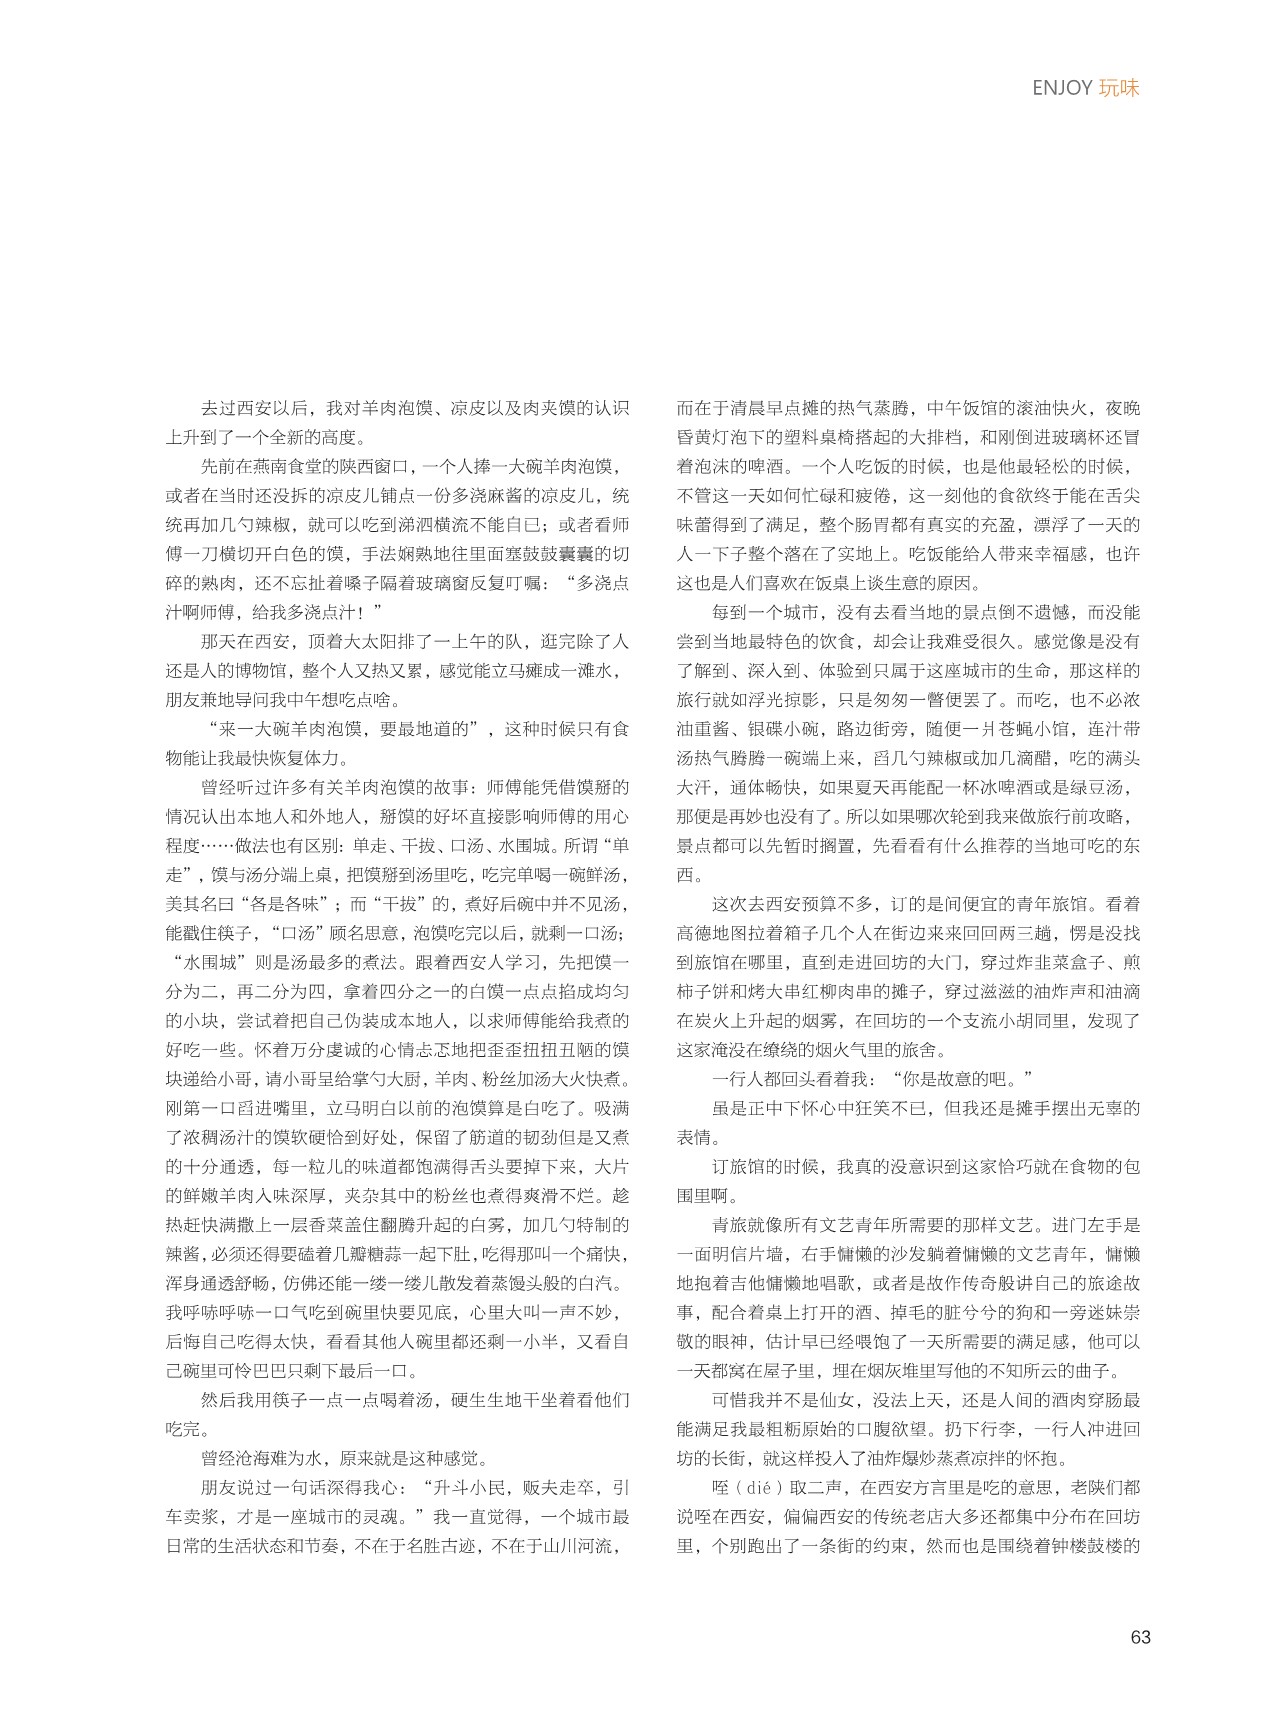 ENJOY 玩味
去过西安以后，我对羊肉泡馍、凉皮以及肉夹馍的认识
上升到了一个全新的高度。
先前在燕南食堂的陕西窗口，一个人捧一大碗羊肉泡馍，
或者在当时还没拆的凉皮儿铺点一份多浇麻酱的凉皮儿，统
统再加几勺辣椒，就可以吃到涕泗横流不能自已；或者看师
傅一刀横切开白色的馍，手法娴熟地往里面塞鼓鼓囊囊的切
碎的熟肉，还不忘扯着嗓子隔着玻璃窗反复叮嘱：“多浇点
汁啊师傅，给我多浇点汁！”
那天在西安，顶着大太阳排了一上午的队，逛完除了人
还是人的博物馆，整个人又热又累，感觉能立马瘫成一滩水，
朋友兼地导问我中午想吃点啥。
“来一大碗羊肉泡馍，要最地道的”，这种时候只有食
物能让我最快恢复体力。
曾经听过许多有关羊肉泡馍的故事：师傅能凭借馍掰的
情况认出本地人和外地人，掰馍的好坏直接影响师傅的用心
程度……做法也有区别：单走、干拔、口汤、水围城。所谓“单
走”，馍与汤分端上桌，把馍掰到汤里吃，吃完单喝一碗鲜汤，
美其名曰“各是各味”；而“干拔”的，煮好后碗中并不见汤，
能戳住筷子，“口汤”顾名思意，泡馍吃完以后，就剩一口汤；
“水围城”则是汤最多的煮法。跟着西安人学习，先把馍一
分为二，再二分为四，拿着四分之一的白馍一点点掐成均匀
的小块，尝试着把自己伪装成本地人，以求师傅能给我煮的
好吃一些。怀着万分虔诚的心情忐忑地把歪歪扭扭丑陋的馍
块递给小哥，请小哥呈给掌勺大厨，羊肉、粉丝加汤大火快煮。
刚第一口舀进嘴里，立马明白以前的泡馍算是白吃了。吸满
了浓稠汤汁的馍软硬恰到好处，保留了筋道的韧劲但是又煮
的十分通透，每一粒儿的味道都饱满得舌头要掉下来，大片
的鲜嫩羊肉入味深厚，夹杂其中的粉丝也煮得爽滑不烂。趁
热赶快满撒上一层香菜盖住翻腾升起的白雾，加几勺特制的
辣酱，必须还得要磕着几瓣糖蒜一起下肚，吃得那叫一个痛快，
浑身通透舒畅，仿佛还能一缕一缕儿散发着蒸馒头般的白汽。
我呼哧呼哧一口气吃到碗里快要见底，心里大叫一声不妙，
后悔自己吃得太快，看看其他人碗里都还剩一小半，又看自
己碗里可怜巴巴只剩下最后一口。
然后我用筷子一点一点喝着汤，硬生生地干坐着看他们
吃完。
曾经沧海难为水，原来就是这种感觉。
朋友说过一句话深得我心：“升斗小民，贩夫走卒，引
车卖浆，才是一座城市的灵魂。”我一直觉得，一个城市最
日常的生活状态和节奏，不在于名胜古迹，不在于山川河流，
而在于清晨早点摊的热气蒸腾，中午饭馆的滚油快火，夜晚
昏黄灯泡下的塑料桌椅搭起的大排档，和刚倒进玻璃杯还冒
着泡沫的啤酒。一个人吃饭的时候，也是他最轻松的时候，
不管这一天如何忙碌和疲倦，这一刻他的食欲终于能在舌尖
味蕾得到了满足，整个肠胃都有真实的充盈，漂浮了一天的
人一下子整个落在了实地上。吃饭能给人带来幸福感，也许
这也是人们喜欢在饭桌上谈生意的原因。
每到一个城市，没有去看当地的景点倒不遗憾，而没能
尝到当地最特色的饮食，却会让我难受很久。感觉像是没有
了解到、深入到、体验到只属于这座城市的生命，那这样的
旅行就如浮光掠影，只是匆匆一瞥便罢了。而吃，也不必浓
油重酱、银碟小碗，路边街旁，随便一爿苍蝇小馆，连汁带
汤热气腾腾一碗端上来，舀几勺辣椒或加几滴醋，吃的满头
大汗，通体畅快，如果夏天再能配一杯冰啤酒或是绿豆汤，
那便是再妙也没有了。所以如果哪次轮到我来做旅行前攻略，
景点都可以先暂时搁置，先看看有什么推荐的当地可吃的东
西。
这次去西安预算不多，订的是间便宜的青年旅馆。看着
高德地图拉着箱子几个人在街边来来回回两三趟，愣是没找
到旅馆在哪里，直到走进回坊的大门，穿过炸韭菜盒子、煎
柿子饼和烤大串红柳肉串的摊子，穿过滋滋的油炸声和油滴
在炭火上升起的烟雾，在回坊的一个支流小胡同里，发现了
这家淹没在缭绕的烟火气里的旅舍。
一行人都回头看着我：“你是故意的吧。”
虽是正中下怀心中狂笑不已，但我还是摊手摆出无辜的
表情。
订旅馆的时候，我真的没意识到这家恰巧就在食物的包
围里啊。
青旅就像所有文艺青年所需要的那样文艺。进门左手是
一面明信片墙，右手慵懒的沙发躺着慵懒的文艺青年，慵懒
地抱着吉他慵懒地唱歌，或者是故作传奇般讲自己的旅途故
事，配合着桌上打开的酒、掉毛的脏兮兮的狗和一旁迷妹崇
敬的眼神，估计早已经喂饱了一天所需要的满足感，他可以
一天都窝在屋子里，埋在烟灰堆里写他的不知所云的曲子。
可惜我并不是仙女，没法上天，还是人间的酒肉穿肠最
能满足我最粗粝原始的口腹欲望。扔下行李，一行人冲进回
坊的长街，就这样投入了油炸爆炒蒸煮凉拌的怀抱。
咥（dié）取二声，在西安方言里是吃的意思，老陕们都
说咥在西安，偏偏西安的传统老店大多还都集中分布在回坊
里，个别跑出了一条街的约束，然而也是围绕着钟楼鼓楼的
63